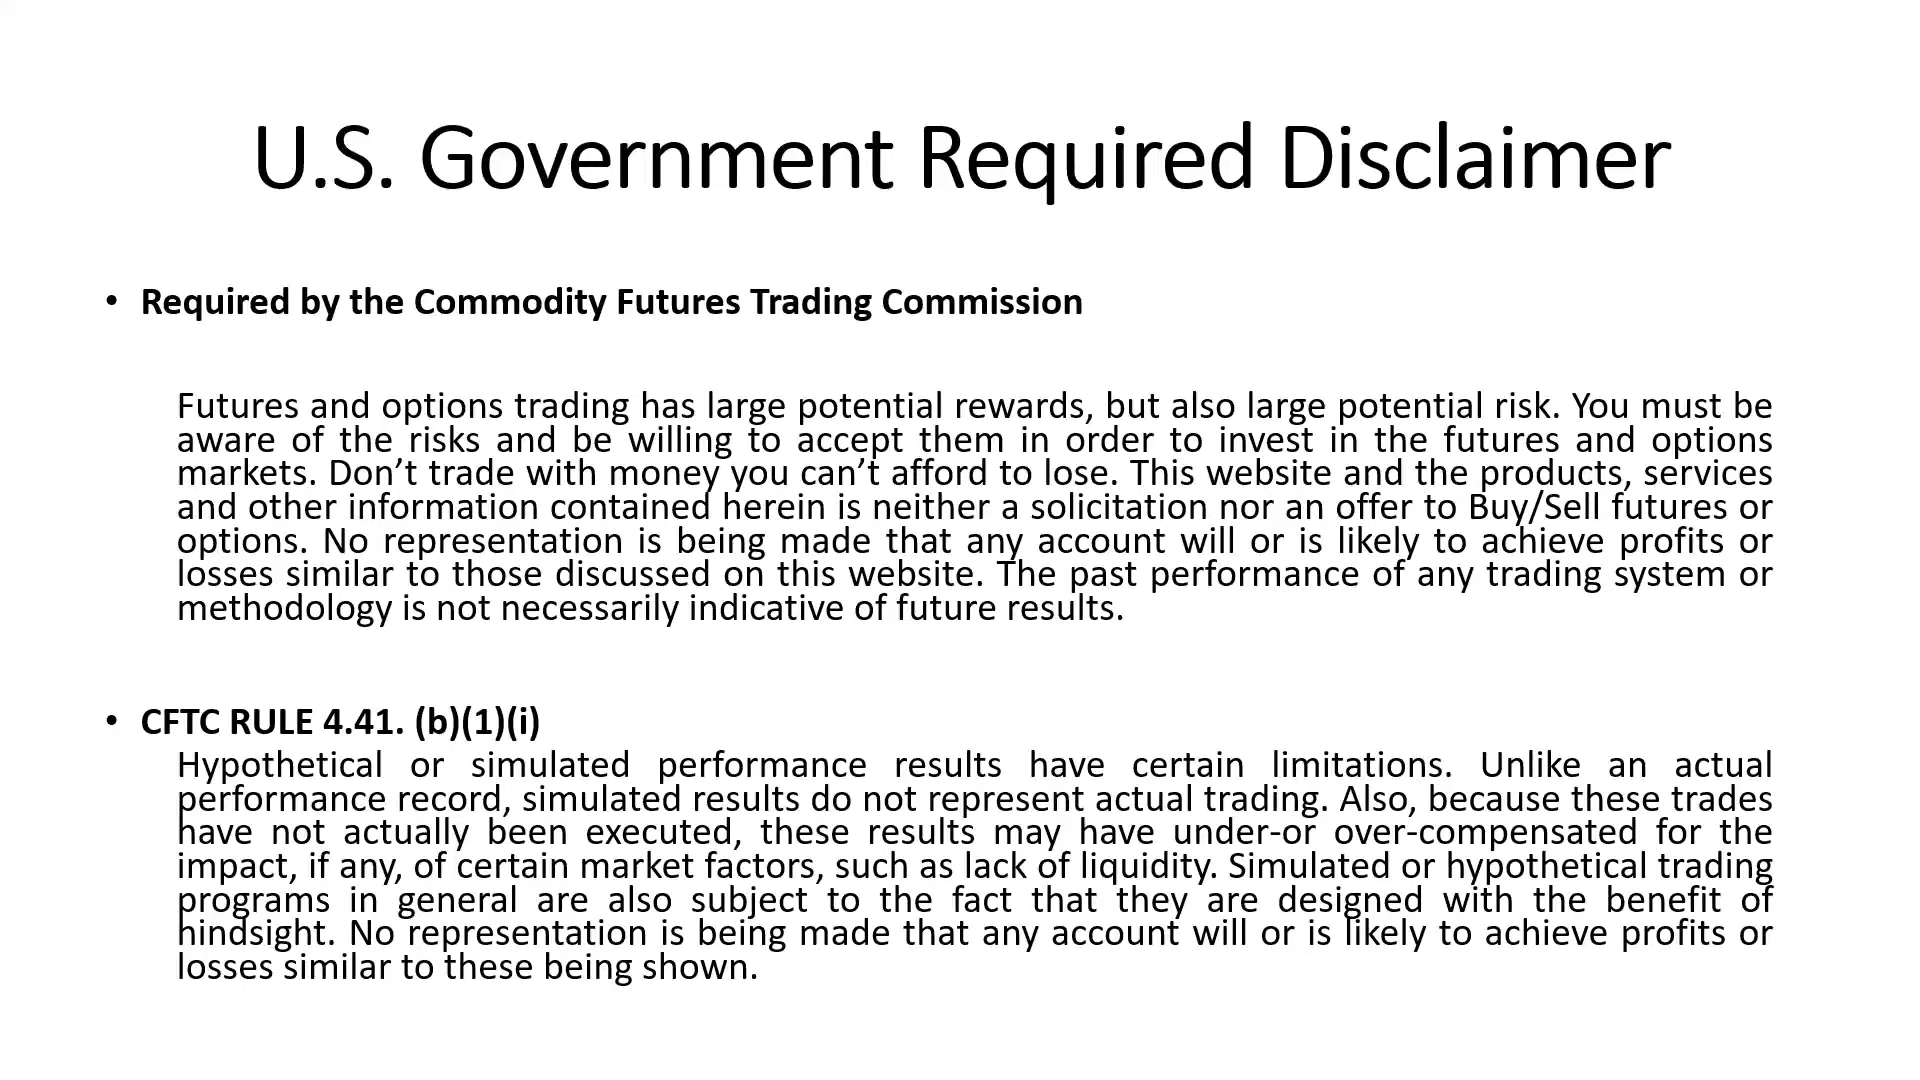 U.S. Government Required Disclaimer
• Required by the Commodity Futures Trading Commission
Futures and options trading has large potential rewards, but also large potential risk. You must be
aware of the risks and be willing to accept them in order to invest in the futures and options
markets. Don’t trade with money you can’t afford to lose. This website and the products, services
and other information contained herein is neither a solicitation nor an offer to Buy/Sell futures or
options. No representation is being made that any account will or is likely to achieve profits or
losses similar to those discussed on this website. The past performance of any trading system or
methodology is not necessarily indicative of future results.
• CFTC RULE 4.41. (b)(1)(i)
Hypothetical or simulated performance results have certain limitations. Unlike an actual
performance record, simulated results do not represent actual trading. Also, because these trades
have not actually been executed, these results may have under-or over-compensated for the
impact, if any, of certain market factors, such as lack of liquidity. Simulated or hypothetical trading
programs in general are also subject to the fact that they are designed with the benefit of
hindsight. No representation is being made that any account will or is likely to achieve profits or
losses similar to these being shown.